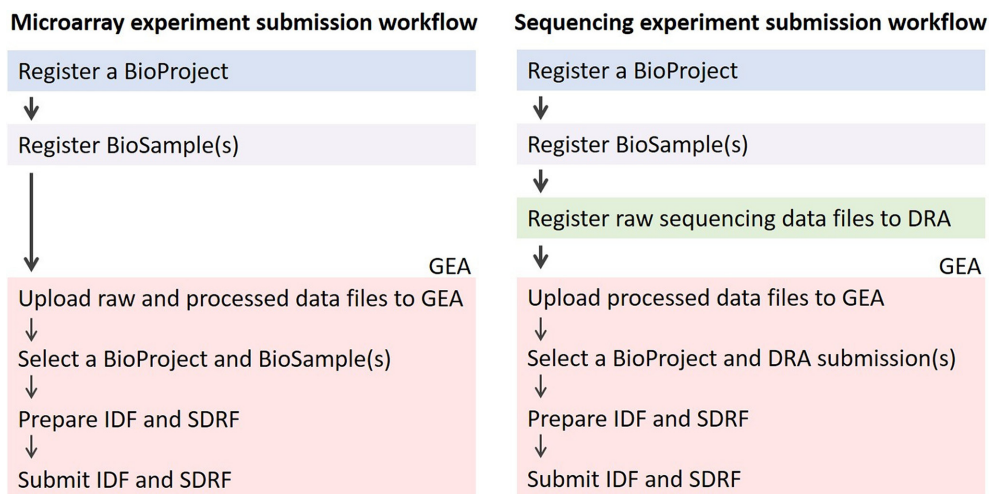 Microarray experiment submission workflow
Register a BioProject
Register BioSample(s)
GEA
Upload raw and processed data files to GEA
Select a BioProject and BioSample(s)
Prepare IDF and SDRF
Submit IDF and SDRF
Sequencing experiment submission workflow
Register a BioProject
Register BioSample(s)
Register raw sequencing data files to DRA
GEA
Upload processed data files to GEA
Select a BioProject and DRA submission(s)
Prepare IDF and SDRF
Submit IDF and SDRF